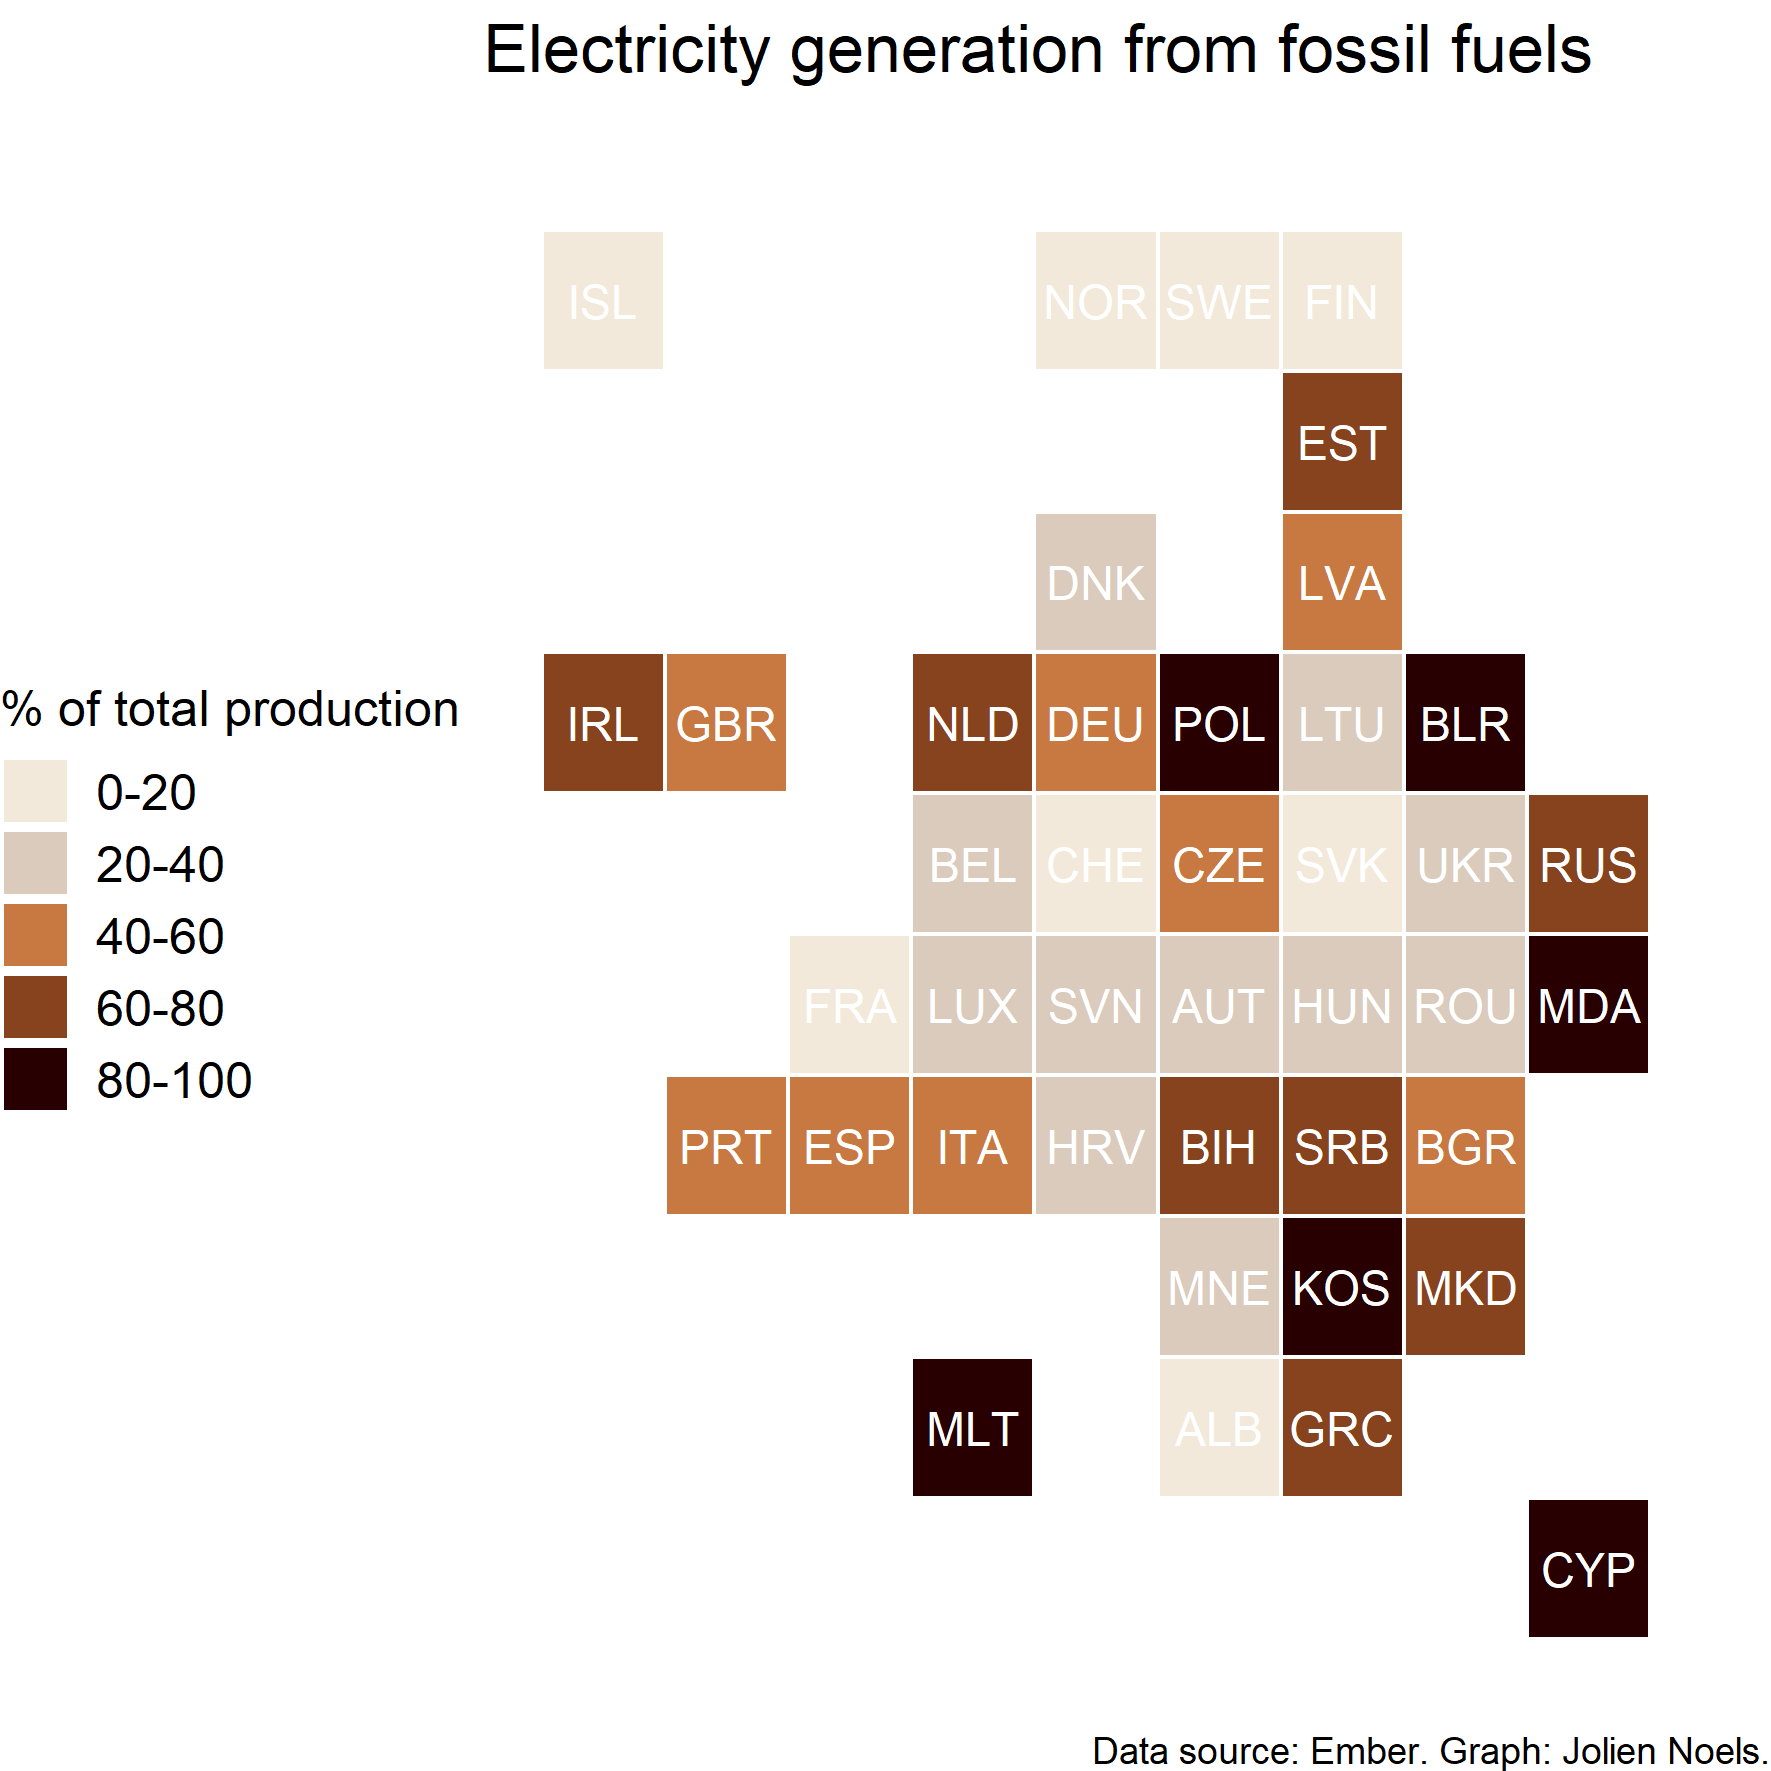 Electricity generation from fossil fuels
ISL NOR SWE FIN
EST
DNK LVA
IRL GBR NLD DEU POL LTU BLR
BEL CHE CZE SVK UKR RUS
FRA LUX SVN AUT HUN ROU MDA
PRT ESP ITA HRV BIH SRB BGR
MNE KOS MKD
MLT ALB GRC
CYP
% of total production
0-20
20-40
40-60
60-80
80-100
Data source: Ember. Graph: Jolien Noels.